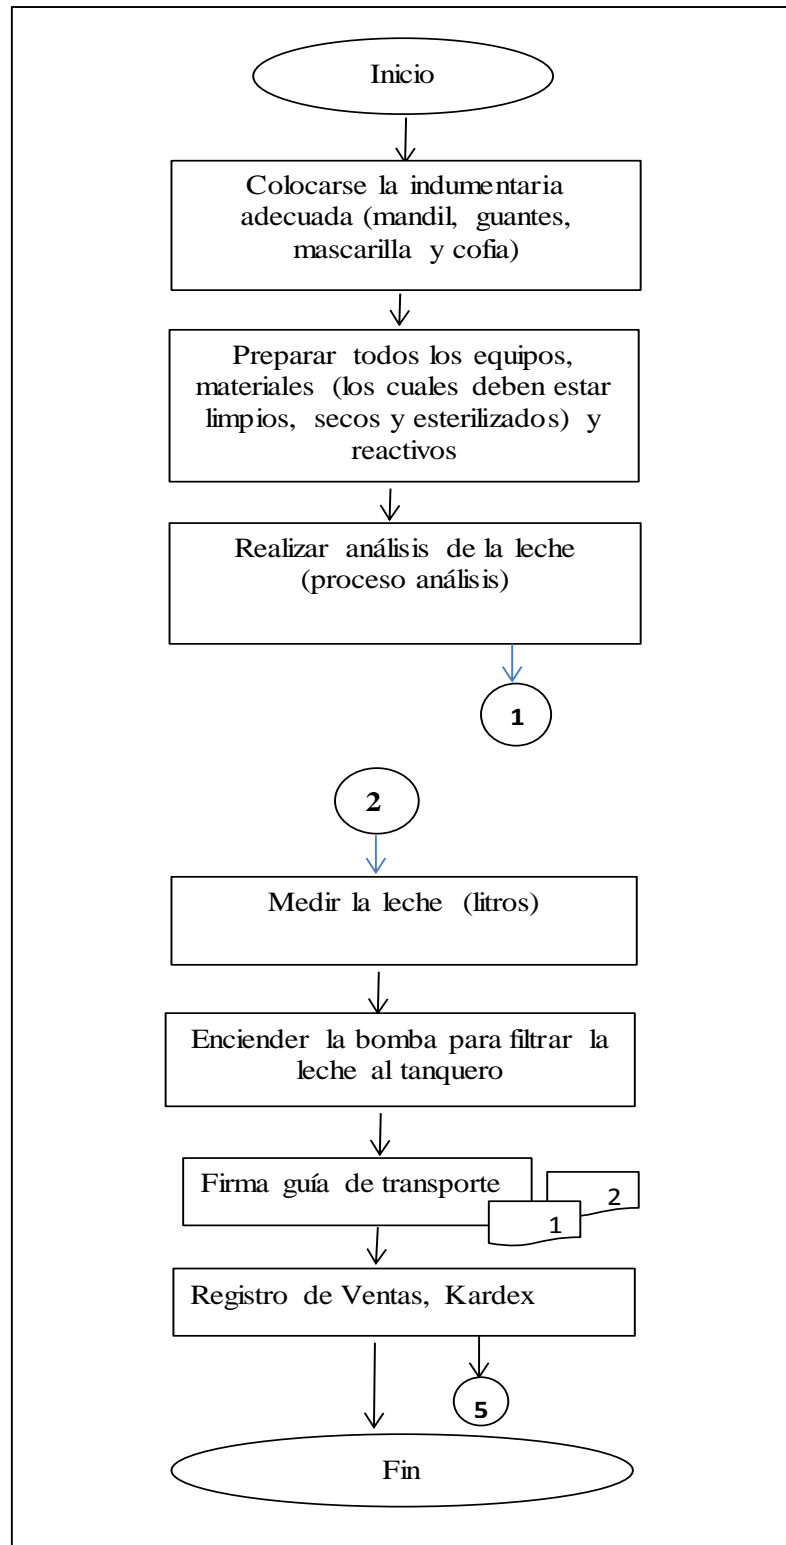 Inicio
Colocarse la indumentaria
adecuada (mandil, guantes,
mascarilla y cofia)
Preparar todos los equipos,
materiales (los cuales deben estar
limpios, secos y esterilizados) y
reactivos
Realizar análisis de la leche
(proceso análisis)
1
2
Medir la leche (litros)
Enciender la bomba para filtrar la
leche al tanquero
Firma guía de transporte
2
1
Registro de Ventas, Kardex
5
Fin